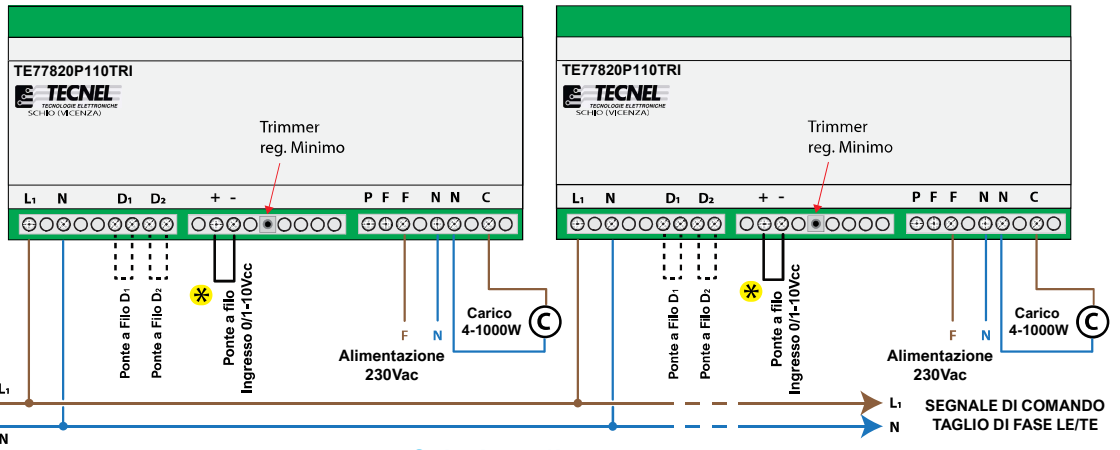 TE77820P110TRI
TECNEL
TECNOLOGIE ELETTRONICHE
SCHIO (VICENZA)
Trimmer
reg. Minimo
L1 N D1 D2 + - P F F N N C
*
Ponte a Filo D1
Ponte a Filo D2
Ponte a filo
Ingresso 0/1-10Vcc
F N
Alimentazione
230Vac
Carico
4-1000W
C
TE77820P110TRI
TECNEL
TECNOLOGIE ELETTRONICHE
SCHIO (VICENZA)
Trimmer
reg. Minimo
L1 N D1 D2 + - P F F N N C
*
Ponte a Filo D1
Ponte a Filo D2
Ponte a filo
Ingresso 0/1-10Vcc
F N
Alimentazione
230Vac
Carico
4-1000W
C
L1
N
L1
N
SEGNALE DI COMANDO
TAGLIO DI FASE LE/TE